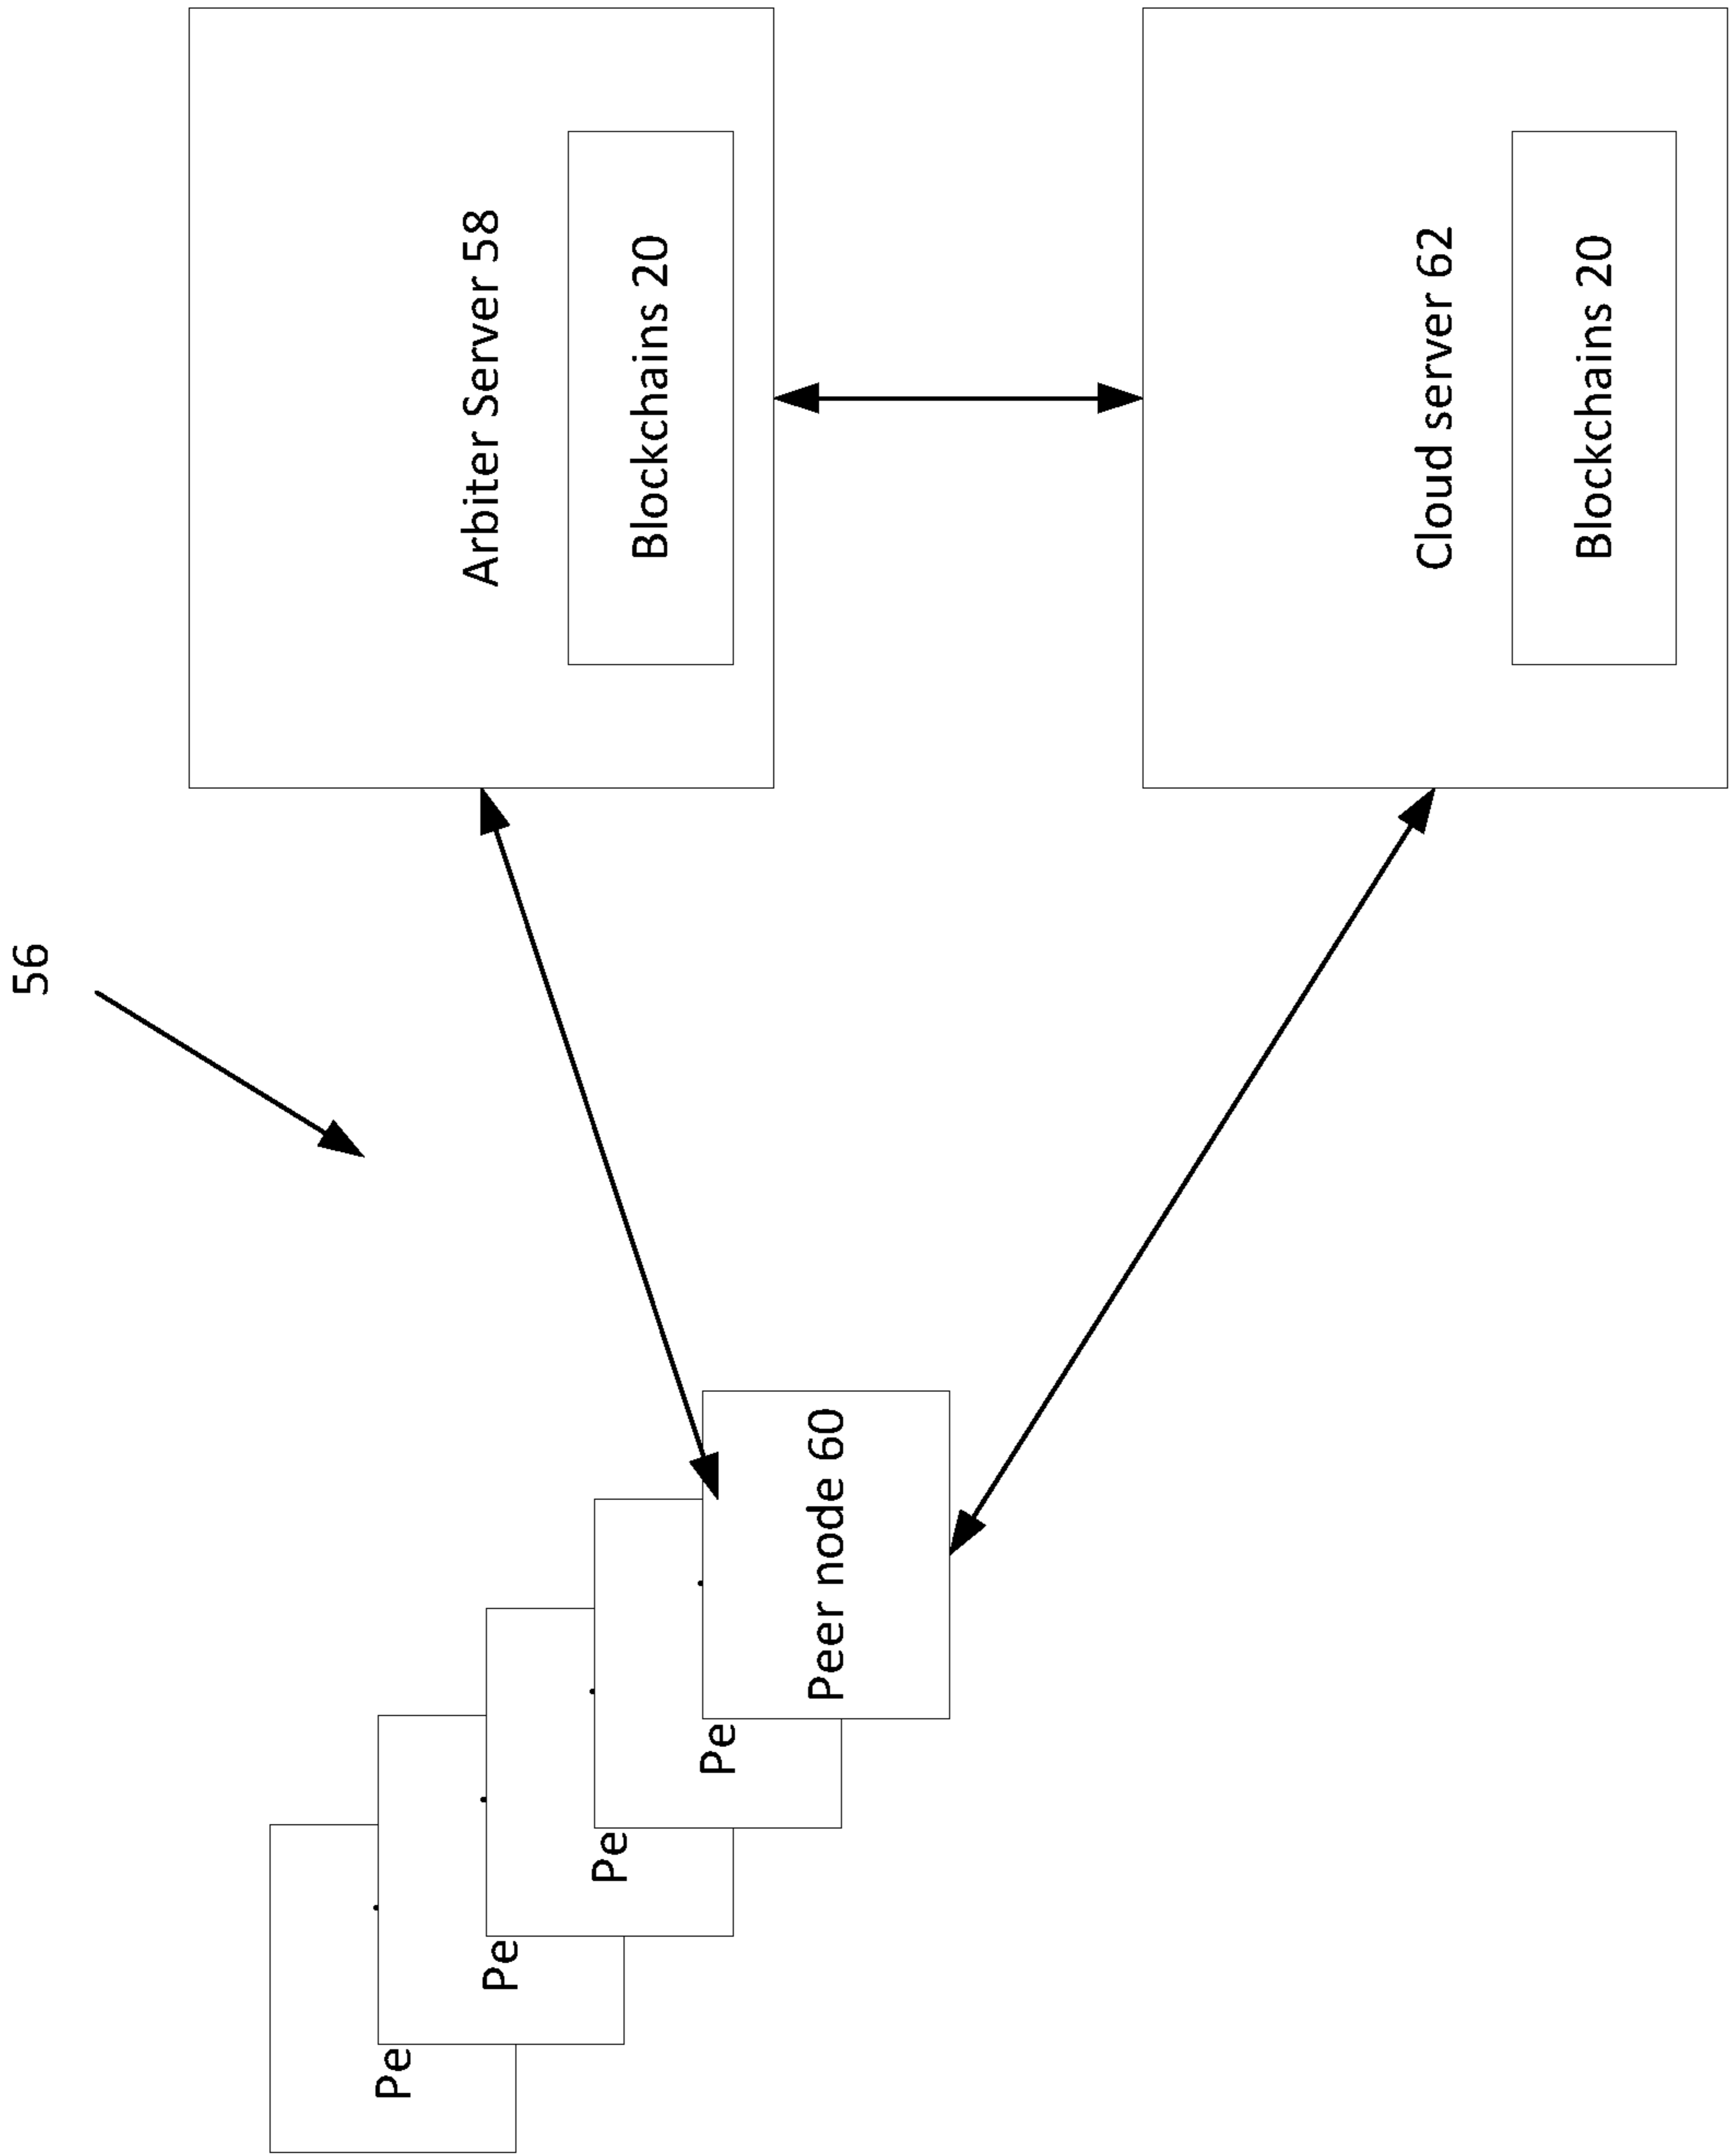 56
Pe
Pe
Pe
Pe
Peer node 60
Arbiter Server 58
Blockchains 20
Cloud server 62
Blockchains 20